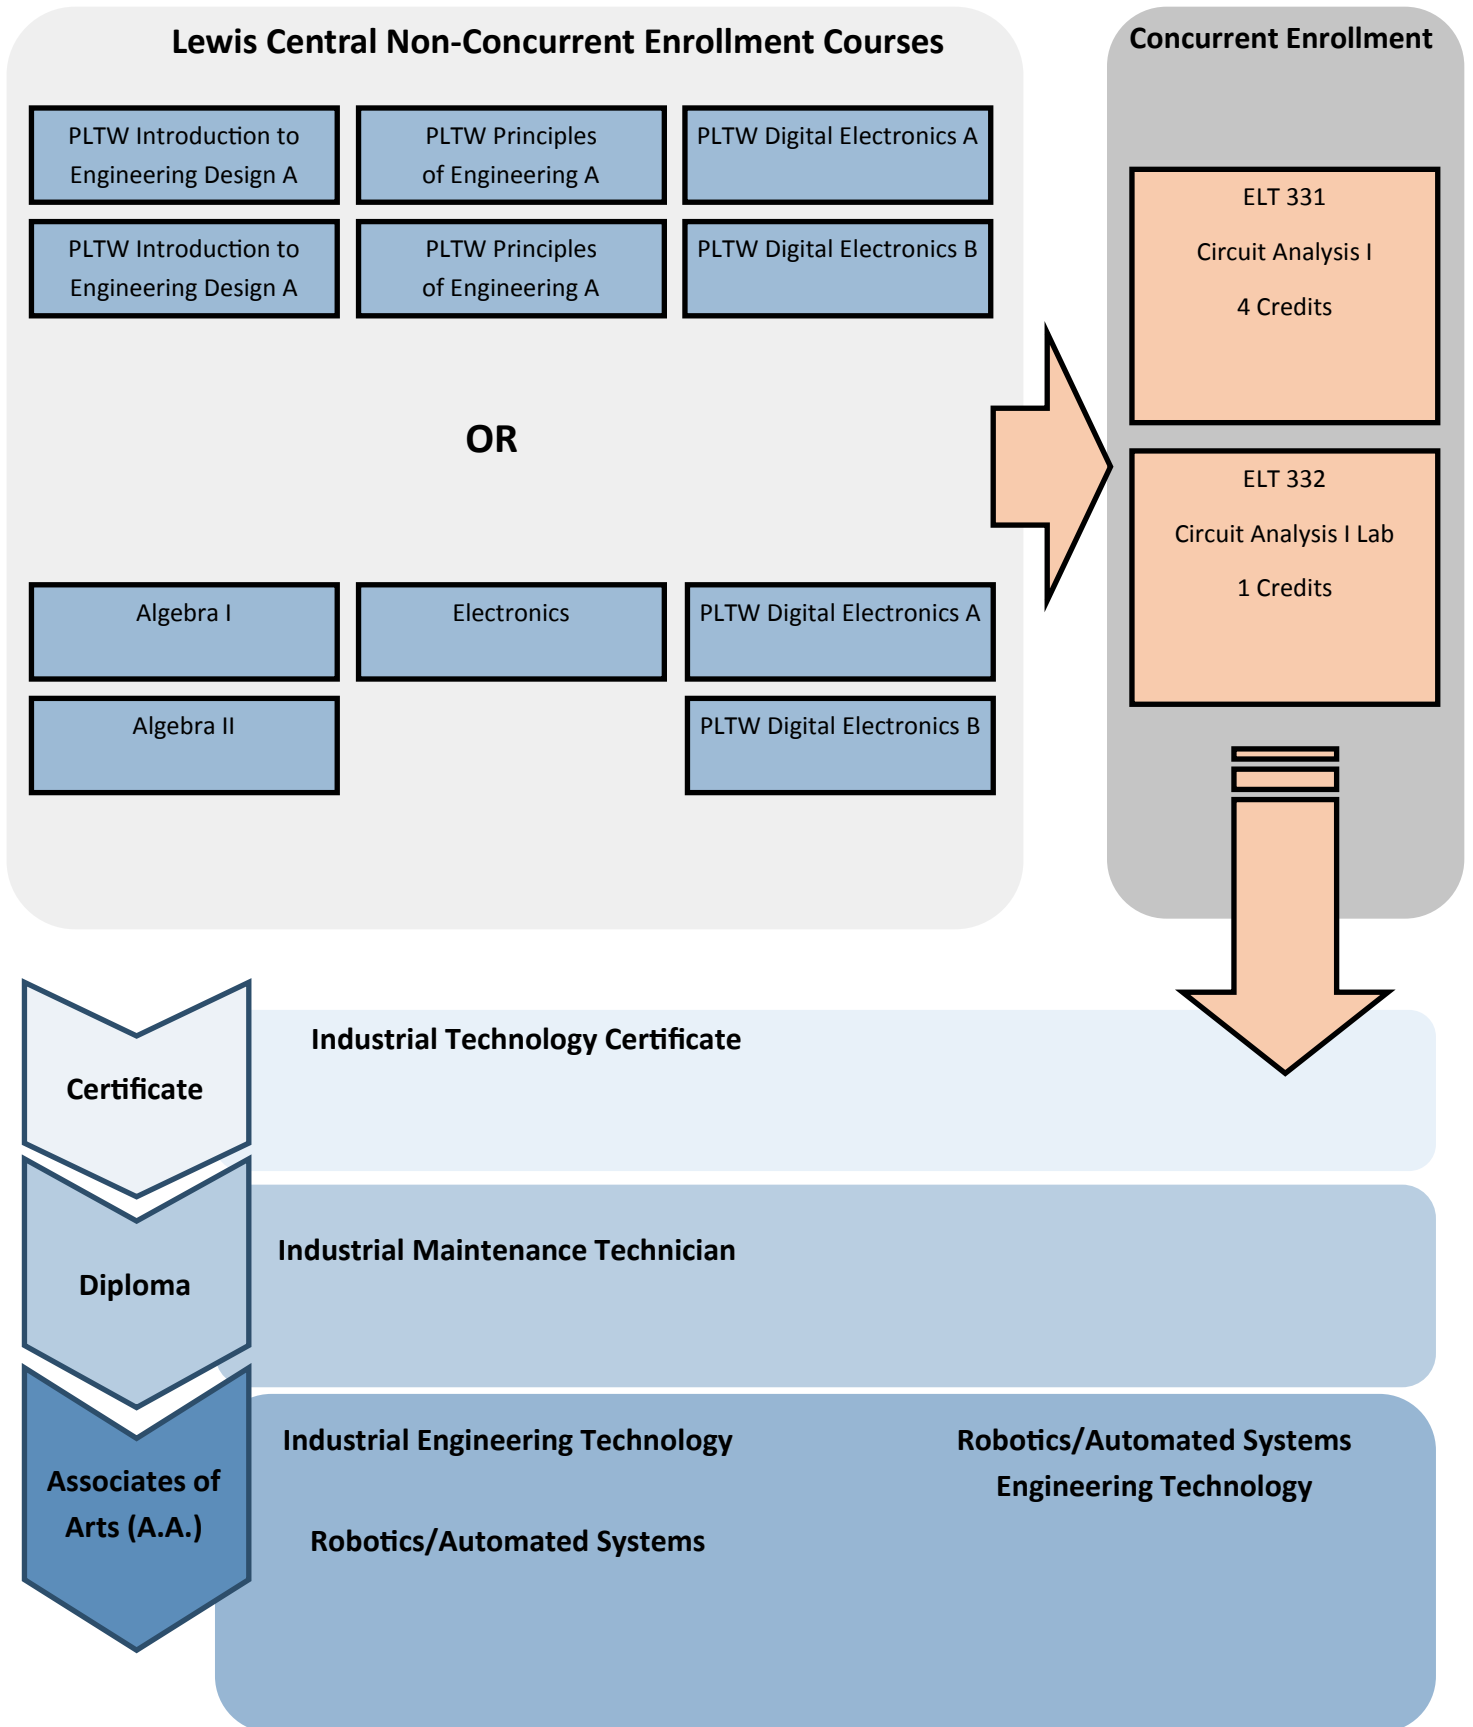 Lewis Central Non-Concurrent Enrollment Courses
PLTW Introduction to
Engineering Design A
PLTW Principles
of Engineering A
PLTW Digital Electronics A
PLTW Introduction to
Engineering Design A
PLTW Principles
of Engineering A
PLTW Digital Electronics B
OR
Algebra I
Electronics
PLTW Digital Electronics A
Algebra II
PLTW Digital Electronics B
Concurrent Enrollment
ELT 331
Circuit Analysis I
4 Credits
ELT 332
Circuit Analysis I Lab
1 Credits
Certificate
Industrial Technology Certificate
Diploma
Industrial Maintenance Technician
Associates of
Arts (A.A.)
Industrial Engineering Technology
Robotics/Automated Systems
Robotics/Automated Systems
Engineering Technology